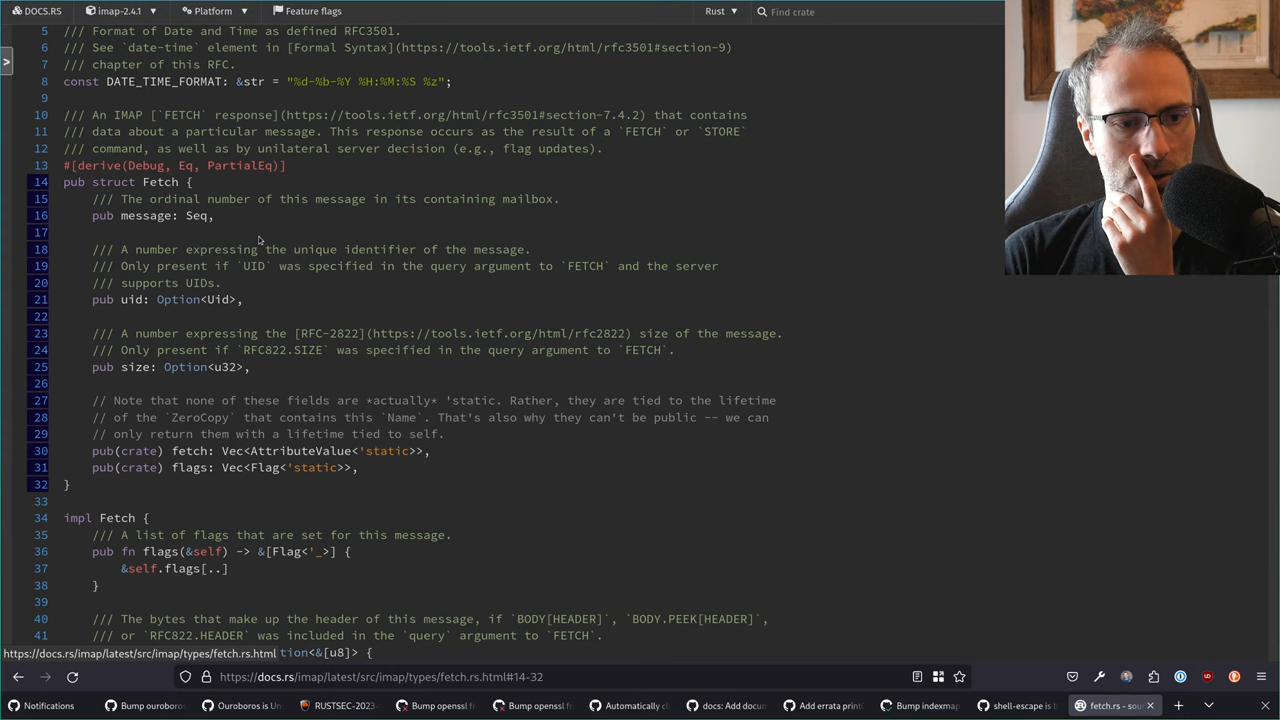 DOCS.RS imap-2.4.1 ▼ Platform ▼ Feature flags Rust ▼ Find crate
5 /// Format of Date and Time as defined RFC3501.
6 /// See `date-time` element in [Formal Syntax](https://tools.ietf.org/html/rfc3501#section-9)
7 /// chapter of this RFC.
8 const DATE_TIME_FORMAT: &str = "%d-%b-%Y %H:%M:%S %z";
9
10 /// An IMAP [`FETCH` response](https://tools.ietf.org/html/rfc3501#section-7.4.2) that contains
11 /// data about a particular message. This response occurs as the result of a `FETCH` or `STORE`
12 /// command, as well as by unilateral server decision (e.g., flag updates).
13 #[derive(Debug, Eq, PartialEq)]
14 pub struct Fetch {
15 /// The ordinal number of this message in its containing mailbox.
16 pub message: Seq,
17
18 /// A number expressing the unique identifier of the message.
19 /// Only present if `UID` was specified in the query argument to `FETCH` and the server
20 /// supports UIDs.
21 pub uid: Option<Uid>,
22
23 /// A number expressing the [RFC-2822](https://tools.ietf.org/html/rfc2822) size of the message.
24 /// Only present if `RFC822.SIZE` was specified in the query argument to `FETCH`.
25 pub size: Option<u32>,
26
27 // Note that none of these fields are *actually* 'static. Rather, they are tied to the lifetime
28 // of the `ZeroCopy` that contains this `Name`. That's also why they can't be public -- we can
29 // only return them with a lifetime tied to self.
30 pub(crate) fetch: Vec<AttributeValue<'static>>,
31 pub(crate) flags: Vec<Flag<'static>>,
32 }
33
34 impl Fetch {
35 /// A list of flags that are set for this message.
36 pub fn flags(&self) -> &[Flag<'_>] {
37 &self.flags[..]
38 }
39
40 /// The bytes that make up the header of this message, if `BODY[HEADER]`, `BODY.PEEK[HEADER]`,
41 /// or `RFC822.HEADER` was included in the `query` argument to `FETCH`.
https://docs.rs/imap/latest/src/imap/types/fetch.rs.html tion<&[u8]> {
https://docs.rs/imap/latest/src/imap/types/fetch.rs.html#14-32
Notifications Bump ouroboros Ouroboros is Un RUSTSEC-2023- Bump openssl fr Bump openssl fr Automatically cl docs: Add docum Add errata print( Bump indexmap shell-escape is b fetch.rs - sou